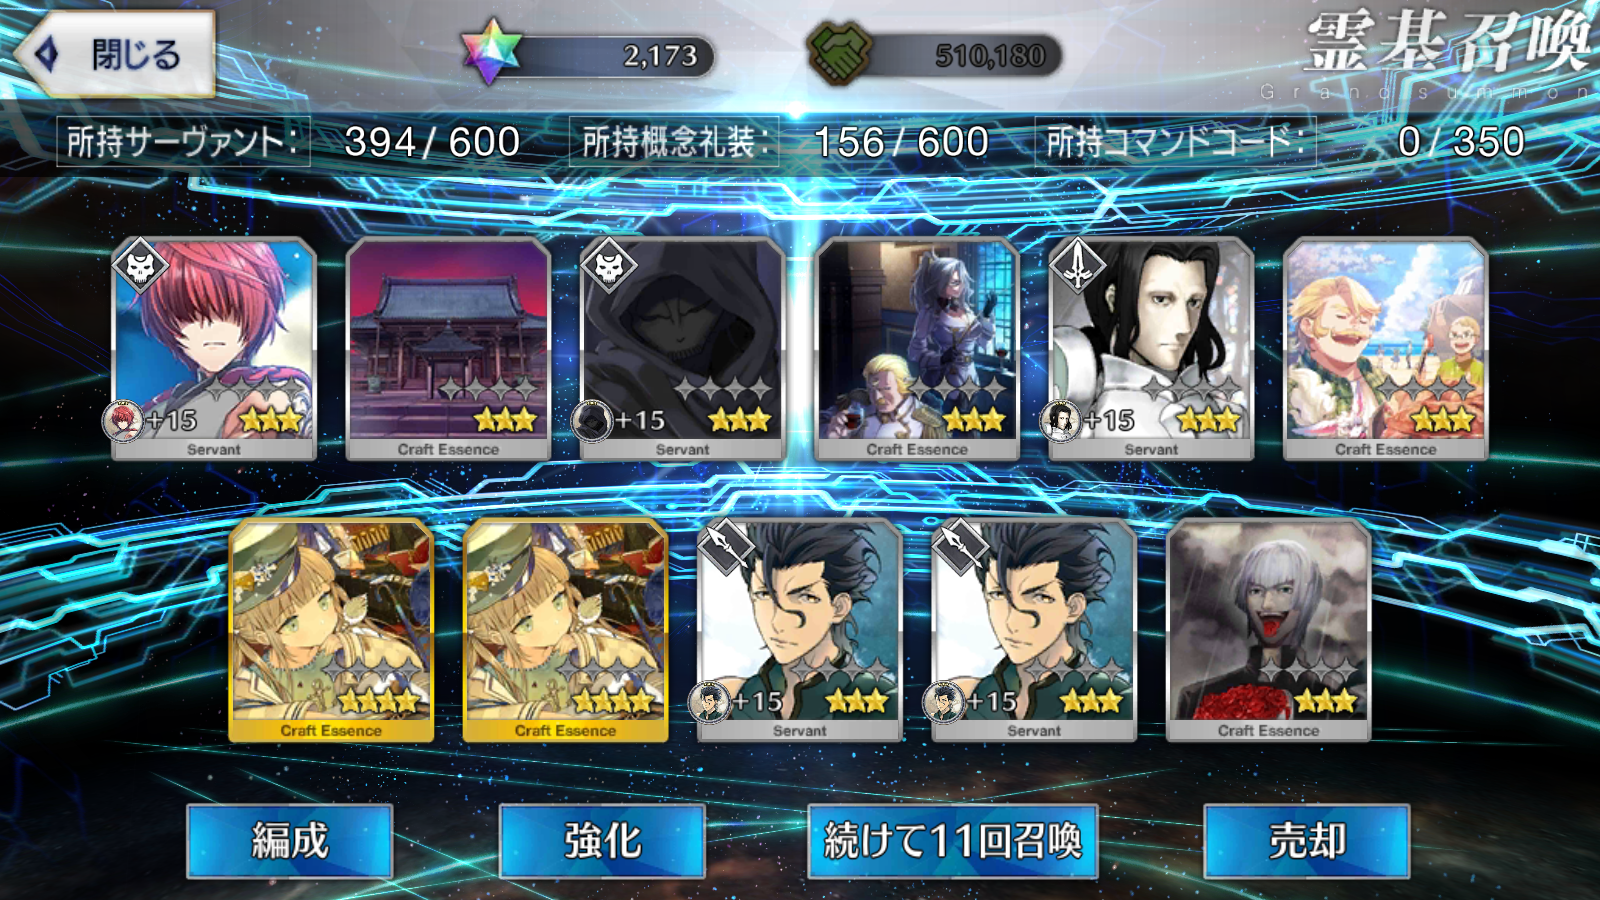 閉じる
2,173
510,180
霊基召喚
Grand summon
所持サーヴァント: 394 / 600
所持概念礼装: 156 / 600
所持コマンドコード: 0 / 350
+15
+15
+15
Servant
Craft Essence
Servant
Craft Essence
Servant
Craft Essence
+15
+15
Craft Essence
Craft Essence
Servant
Servant
Craft Essence
編成
強化
続けて11回召喚
売却